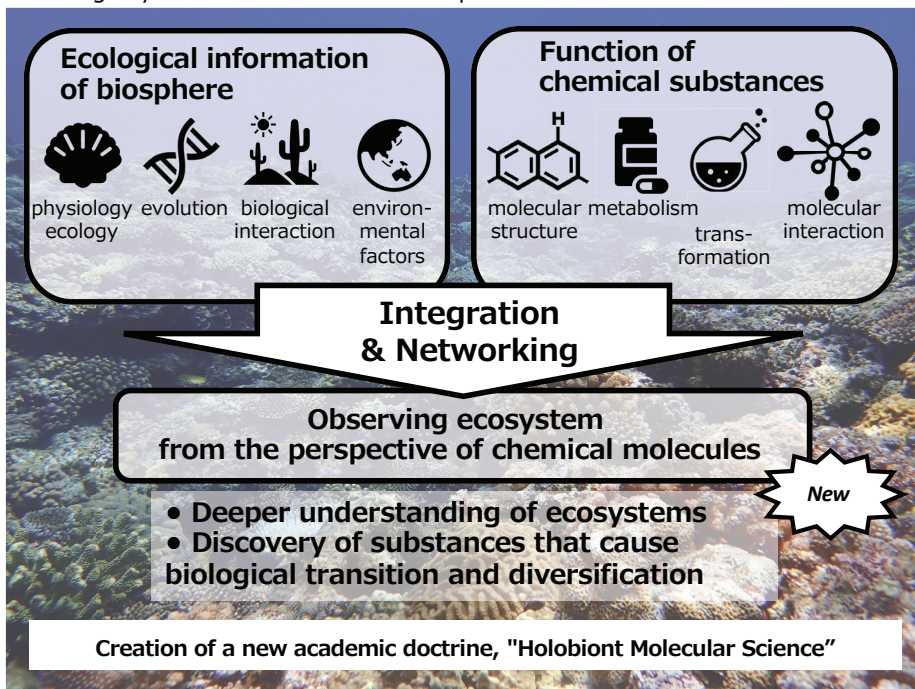 Ecological information
of biosphere
physiology
ecology
evolution
biological
interaction
environ-
mental
factors
Function of
chemical substances
H
molecular
structure
metabolism
trans-
formation
molecular
interaction
Integration
& Networking
Observing ecosystem
from the perspective of chemical molecules
New
• Deeper understanding of ecosystems
• Discovery of substances that cause
biological transition and diversification
Creation of a new academic doctrine, "Holobiont Molecular Science”